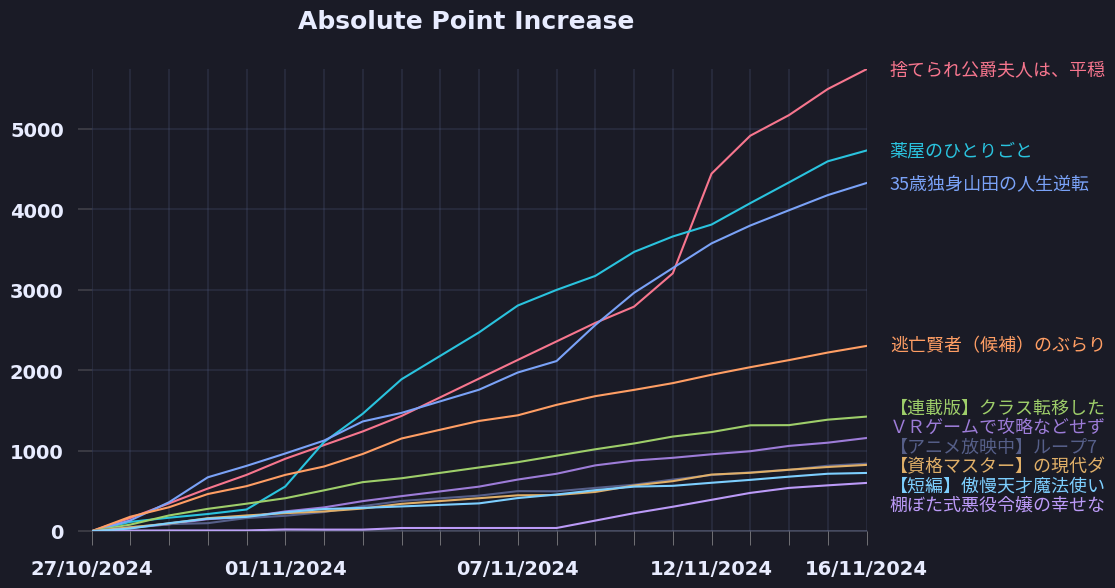 Absolute Point Increase
捨てられ公爵夫人は、平穏
5000
薬屋のひとりごと
35歳独身山田の人生逆転
4000
3000
逃亡賢者（候補）のぶらり
2000
【連載版】クラス転移した
ＶＲゲームで攻略などせず
【アニメ放映中】ループ7
1000
【資格マスター】の現代ダ
【短編】傲慢天才魔法使い
棚ぼた式悪役令嬢の幸せな
0
27/10/2024 01/11/2024 07/11/2024 12/11/2024 16/11/2024